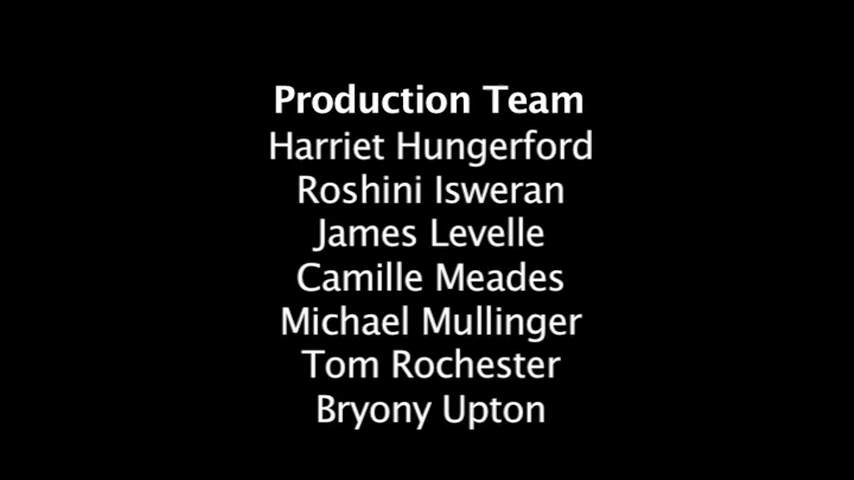 Production Team
Harriet Hungerford
Roshini Isweran
James Levelle
Camille Meades
Michael Mullinger
Tom Rochester
Bryony Upton